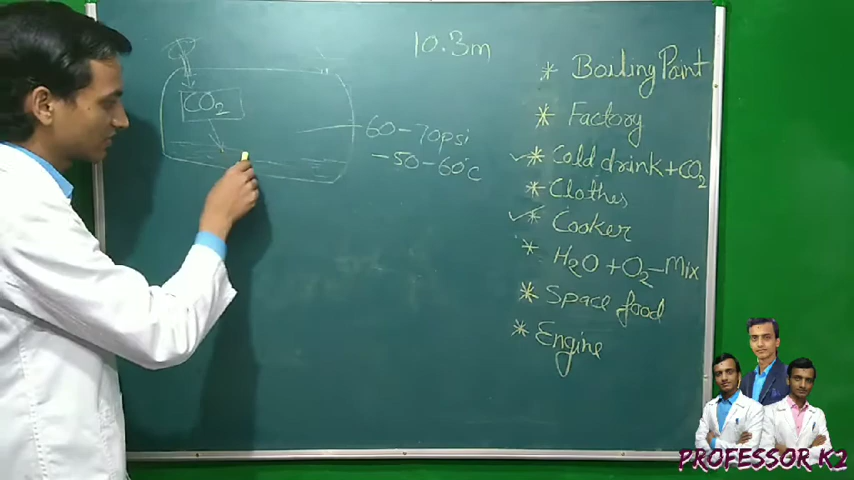 10.3m
CO2
60-70psi
-50-60°C
* Boiling Point
* Factory
✓* Cold drink+CO2
* Clothes
✓* Cooker
* H2O+O2-Mix
* Space food
* Engine
PROFESSOR K2